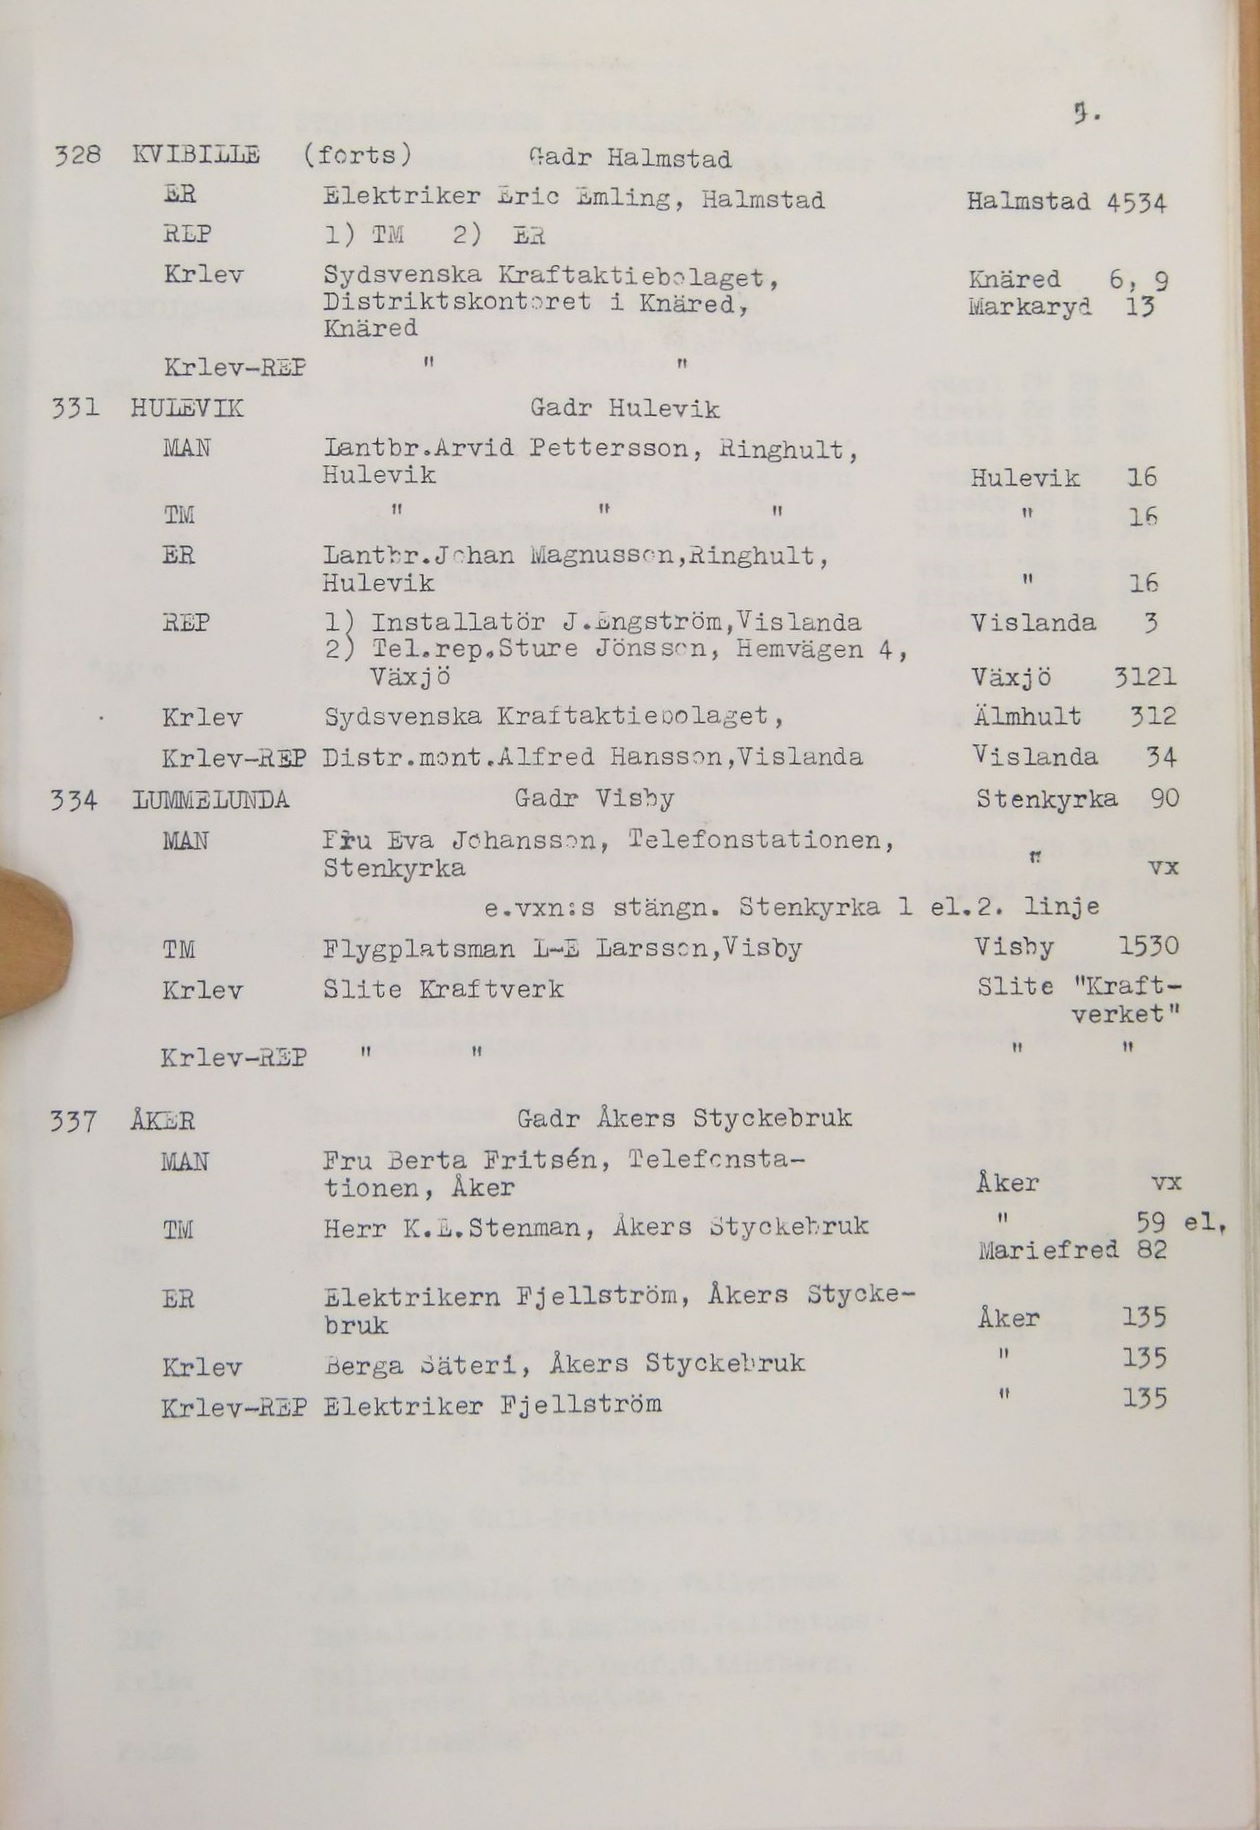 9.
328 KVIBILLE (forts) Gadr Halmstad
ER Elektriker Eric Emling, Halmstad Halmstad 4534
REP 1) TM 2) ER
Krlev Sydsvenska Kraftaktiebolaget, Knäred 6, 9
Distriktskontoret i Knäred, Markaryd 13
Knäred
Krlev-REP " "
331 HULEVIK Gadr Hulevik
MAN Lantbr.Arvid Pettersson, Ringhult,
Hulevik Hulevik 16
TM " " " " 16
ER Lantbr.Johan Magnusson,Ringhult,
Hulevik " 16
REP 1) Installatör J.Engström,Vislanda Vislanda 3
2) Tel.rep.Sture Jönsson, Hemvägen 4,
Växjö Växjö 3121
Krlev Sydsvenska Kraftaktiebolaget, Älmhult 312
Krlev-REP Distr.mont.Alfred Hansson,Vislanda Vislanda 34
334 LUMMELUNDA Gadr Visby Stenkyrka 90
MAN Fru Eva Johansson, Telefonstationen,
Stenkyrka " vx
e.vxn:s stängn. Stenkyrka 1 el.2. linje
TM Flygplatsman L-E Larsson,Visby Visby 1530
Krlev Slite Kraftverk Slite "Kraft-
verket"
Krlev-REP " " " "
337 ÅKER Gadr Åkers Styckebruk
MAN Fru Berta Fritsén, Telefonsta-
tionen, Åker Åker vx
TM Herr K.E.Stenman, Åkers Styckebruk " 59 el,
Mariefred 82
ER Elektrikern Fjellström, Åkers Stycke-
bruk Åker 135
Krlev Berga Säteri, Åkers Styckebruk " 135
Krlev-REP Elektriker Fjellström " 135